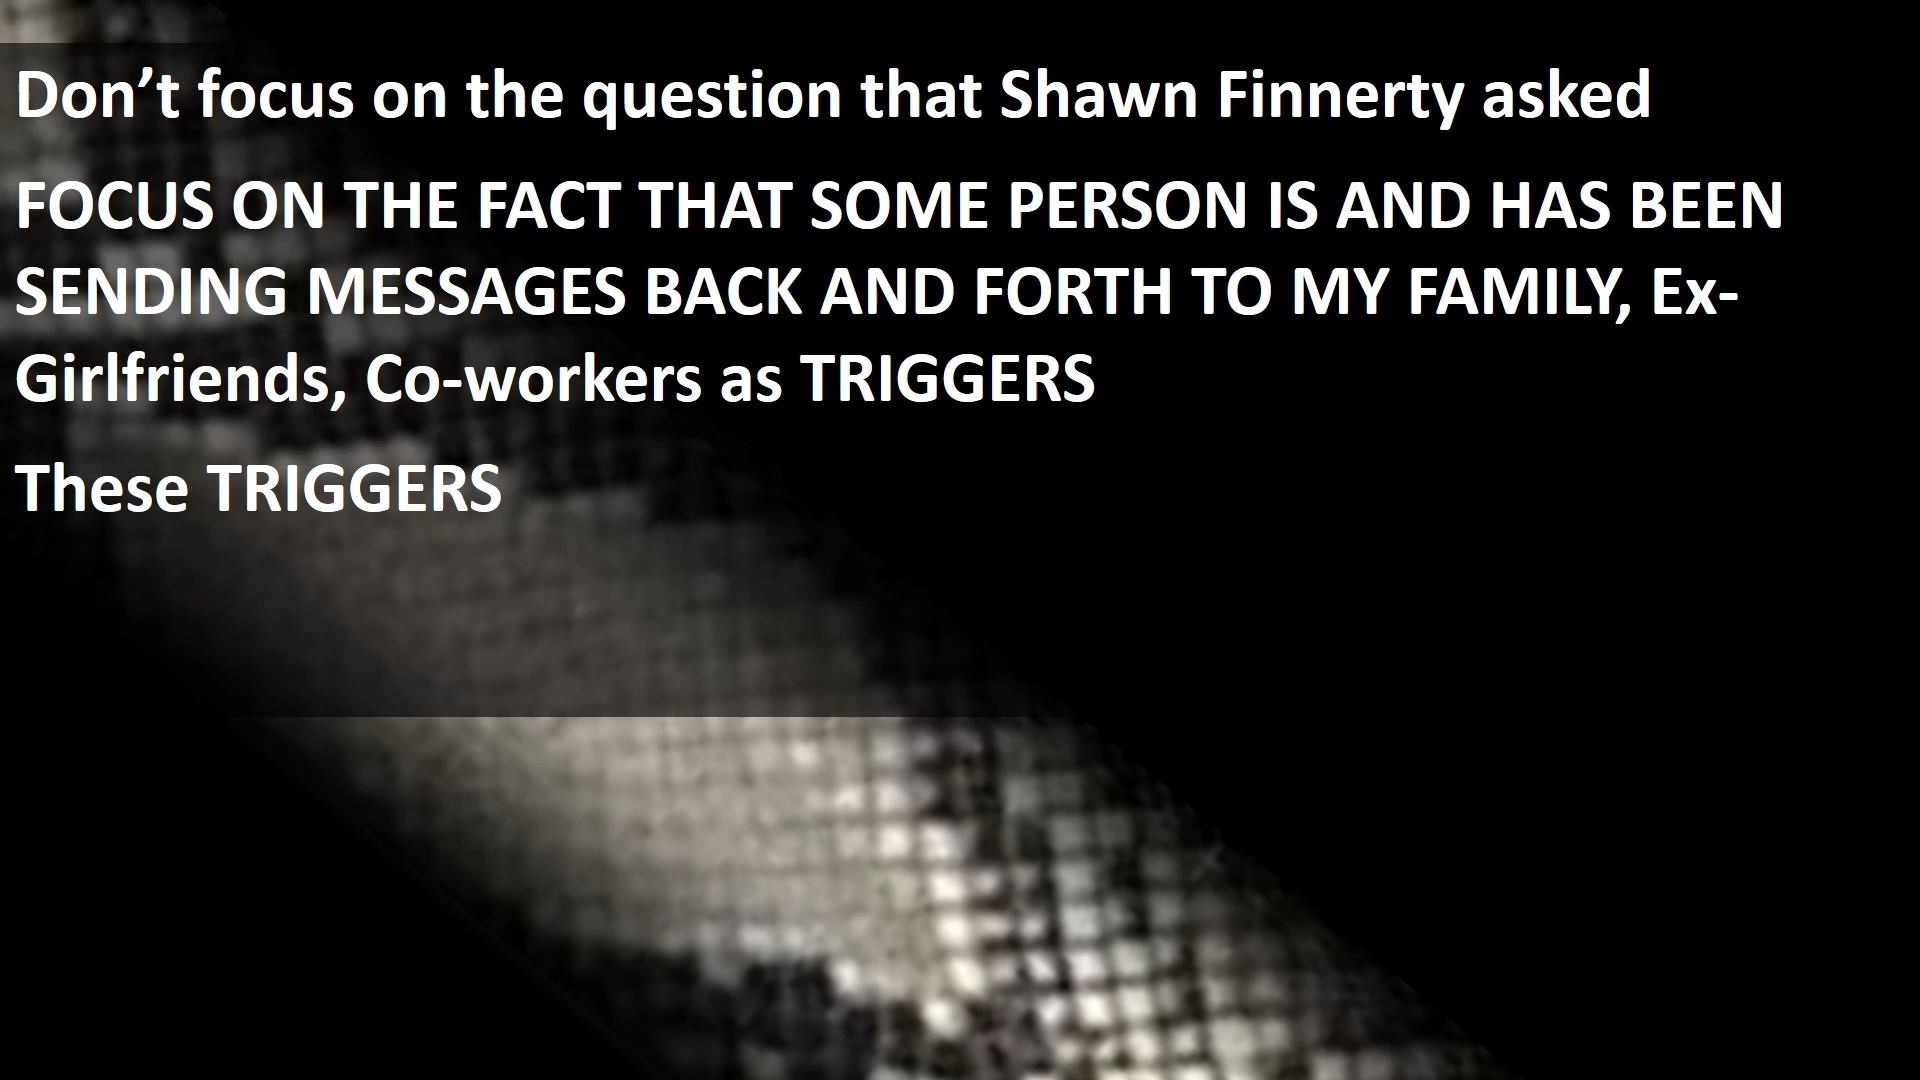 Don’t focus on the question that Shawn Finnerty asked
FOCUS ON THE FACT THAT SOME PERSON IS AND HAS BEEN
SENDING MESSAGES BACK AND FORTH TO MY FAMILY, Ex-
Girlfriends, Co-workers as TRIGGERS
These TRIGGERS